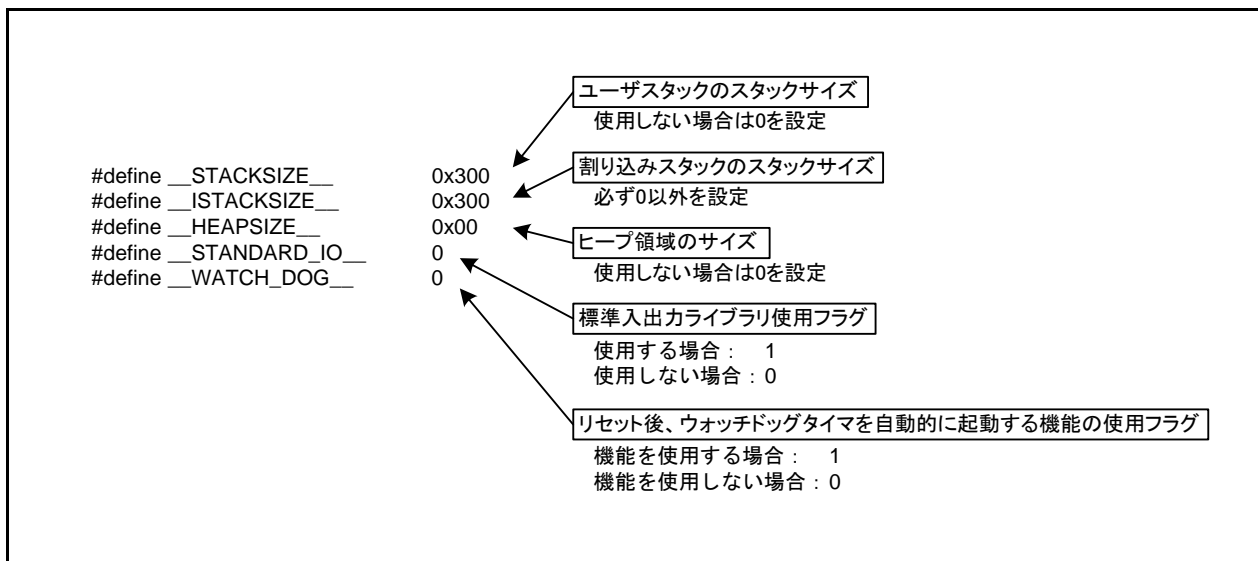 ユーザスタックのスタックサイズ
使用しない場合は0を設定
#define __STACKSIZE__ 0x300
割り込みスタックのスタックサイズ
#define __ISTACKSIZE__ 0x300
必ず0以外を設定
#define __HEAPSIZE__ 0x00
ヒープ領域のサイズ
#define __STANDARD_IO__ 0
使用しない場合は0を設定
#define __WATCH_DOG__ 0
標準入出力ライブラリ使用フラグ
使用する場合： 1
使用しない場合：0
リセット後、ウォッチドッグタイマを自動的に起動する機能の使用フラグ
機能を使用する場合： 1
機能を使用しない場合：0